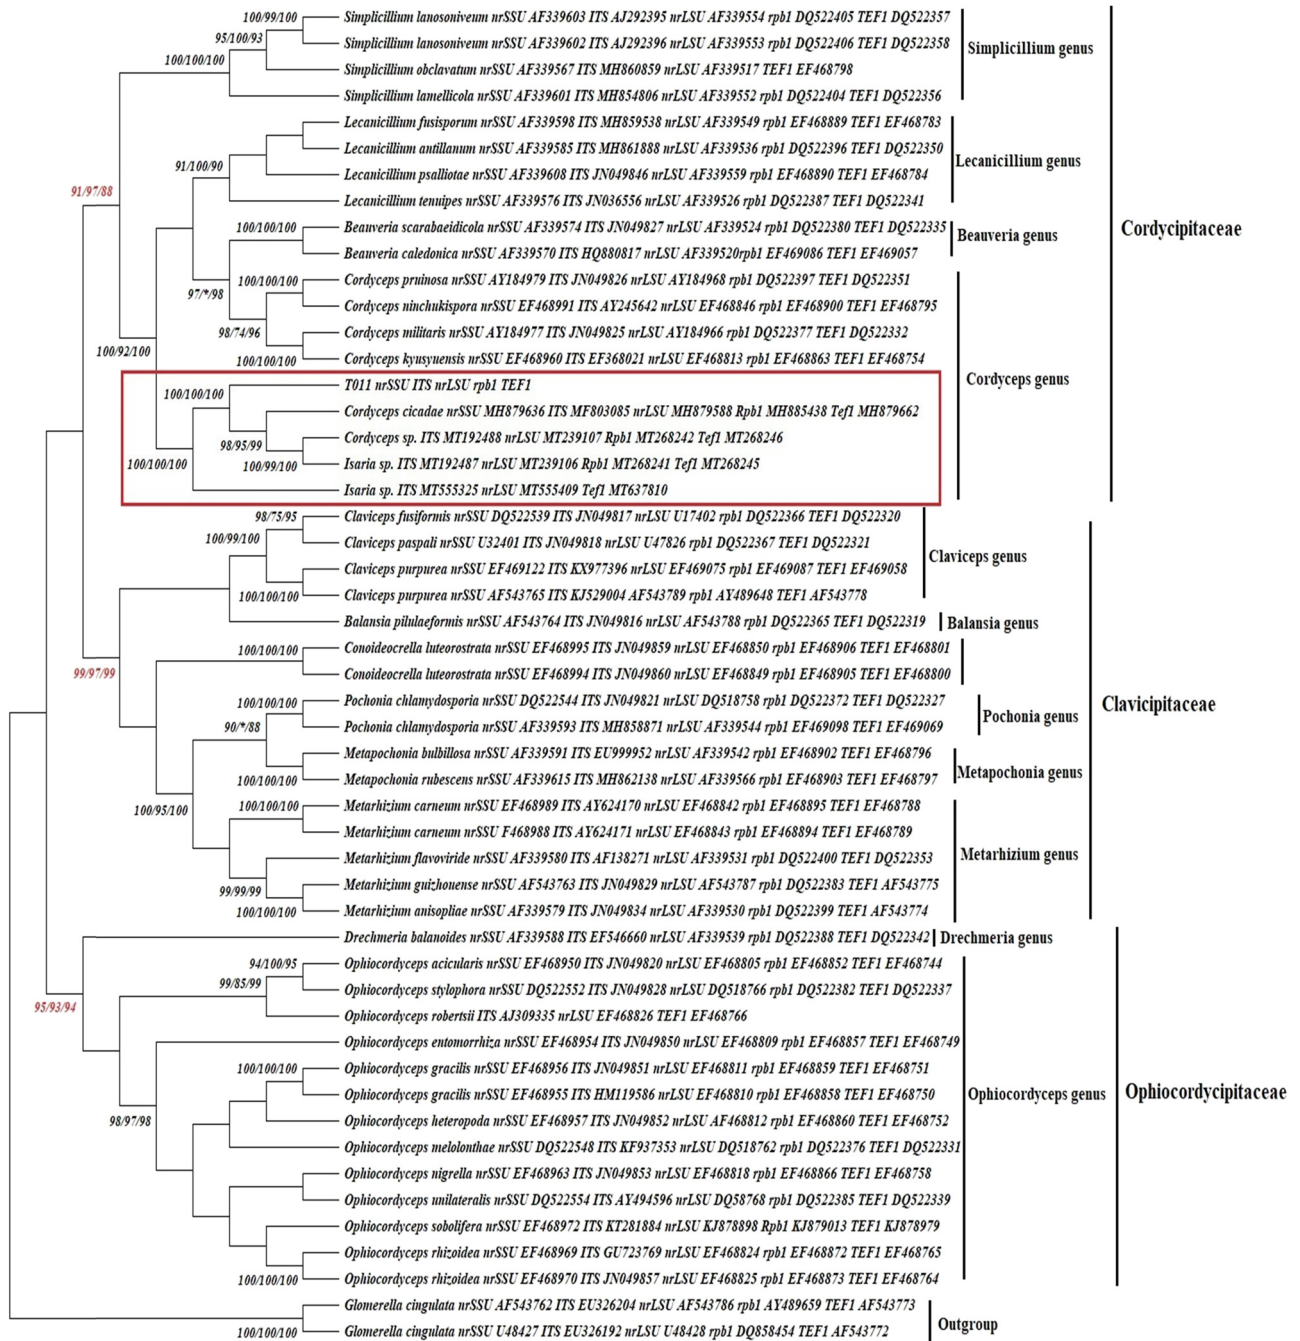 100/99/100
Simplicillium lanosoniveum nrSSU AF339603 ITS AJ292395 nrLSU AF339554 rpb1 DQ522405 TEF1 DQ522357
95/100/93
Simplicillium lanosoniveum nrSSU AF339602 ITS AJ292396 nrLSU AF339553 rpb1 DQ522406 TEF1 DQ522358
Simplicillium genus
100/100/100
Simplicillium obclavatum nrSSU AF339567 ITS MH860859 nrLSU AF339517 TEF1 EF468798
Simplicillium lamellicola nrSSU AF339601 ITS MH854806 nrLSU AF339552 rpb1 DQ522404 TEF1 DQ522356
Lecanicillium fusisporum nrSSU AF339598 ITS MH859538 nrLSU AF339549 rpb1 EF468889 TEF1 EF468783
Lecanicillium antillanum nrSSU AF339585 ITS MH861888 nrLSU AF339536 rpb1 DQ522396 TEF1 DQ522350
Lecanicillium genus
91/100/90
Lecanicillium psalliotae nrSSU AF339608 ITS JN049846 nrLSU AF339559 rpb1 EF468890 TEF1 EF468784
91/97/88
Lecanicillium tenuipes nrSSU AF339576 ITS JN036556 nrLSU AF339526 rpb1 DQ522387 TEF1 DQ522341
100/100/100
Beauveria scarabaeidicola nrSSU AF339574 ITS JN049827 nrLSU AF339524 rpb1 DQ522380 TEF1 DQ522335
Beauveria genus
Cordycipitaceae
Beauveria caledonica nrSSU AF339570 ITS HQ880817 nrLSU AF339520rpb1 EF469086 TEF1 EF469057
100/100/100
Cordyceps pruinosa nrSSU AY184979 ITS JN049826 nrLSU AY184968 rpb1 DQ522397 TEF1 DQ522351
97/*/98
Cordyceps ninchukispora nrSSU EF468991 ITS AY245642 nrLSU EF468846 rpb1 EF468900 TEF1 EF468795
98/74/96
Cordyceps militaris nrSSU AY184977 ITS JN049825 nrLSU AY184966 rpb1 DQ522377 TEF1 DQ522332
100/92/100
100/100/100
Cordyceps kyusyuensis nrSSU EF468960 ITS EF368021 nrLSU EF468813 rpb1 EF468863 TEF1 EF468754
Cordyceps genus
100/100/100
T011 nrSSU ITS nrLSU rpb1 TEF1
Cordyceps cicadae nrSSU MH879636 ITS MF803085 nrLSU MH879588 Rpb1 MH885438 Tef1 MH879662
98/95/99
Cordyceps sp. ITS MT192488 nrLSU MT239107 Rpb1 MT268242 Tef1 MT268246
100/100/100
100/99/100
Isaria sp. ITS MT192487 nrLSU MT239106 Rpb1 MT268241 Tef1 MT268245
Isaria sp. ITS MT555325 nrLSU MT555409 Tef1 MT637810
98/75/95
Claviceps fusiformis nrSSU DQ522539 ITS JN049817 nrLSU U17402 rpb1 DQ522366 TEF1 DQ522320
100/99/100
Claviceps paspali nrSSU U32401 ITS JN049818 nrLSU U47826 rpb1 DQ522367 TEF1 DQ522321
Claviceps genus
Claviceps purpurea nrSSU EF469122 ITS KX977396 nrLSU EF469075 rpb1 EF469087 TEF1 EF469058
100/100/100
Claviceps purpurea nrSSU AF543765 ITS KJ529004 AF543789 rpb1 AY489648 TEF1 AF543778
Balansia pilulaeformis nrSSU AF543764 ITS JN049816 nrLSU AF543788 rpb1 DQ522365 TEF1 DQ522319
Balansia genus
100/100/100
Conoideocrella luteorostrata nrSSU EF468995 ITS JN049859 nrLSU EF468850 rpb1 EF468906 TEF1 EF468801
99/97/99
Conoideocrella luteorostrata nrSSU EF468994 ITS JN049860 nrLSU EF468849 rpb1 EF468905 TEF1 EF468800
100/100/100
Pochonia chlamydosporia nrSSU DQ522544 ITS JN049821 nrLSU DQ518758 rpb1 DQ522372 TEF1 DQ522327
Pochonia genus
Clavicipitaceae
90/*/88
Pochonia chlamydosporia nrSSU AF339593 ITS MH858871 nrLSU AF339544 rpb1 EF469098 TEF1 EF469069
Metapochonia bulbillosa nrSSU AF339591 ITS EU999952 nrLSU AF339542 rpb1 EF468902 TEF1 EF468796
Metapochonia genus
100/100/100
Metapochonia rubescens nrSSU AF339615 ITS MH862138 nrLSU AF339566 rpb1 EF468903 TEF1 EF468797
100/95/100
100/100/100
Metarhizium carneum nrSSU EF468989 ITS AY624170 nrLSU EF468842 rpb1 EF468895 TEF1 EF468788
Metarhizium carneum nrSSU F468988 ITS AY624171 nrLSU EF468843 rpb1 EF468894 TEF1 EF468789
Metarhizium genus
Metarhizium flavoviride nrSSU AF339580 ITS AF138271 nrLSU AF339531 rpb1 DQ522400 TEF1 DQ522353
99/99/99
Metarhizium guizhouense nrSSU AF543763 ITS JN049829 nrLSU AF543787 rpb1 DQ522383 TEF1 AF543775
100/100/100
Metarhizium anisopliae nrSSU AF339579 ITS JN049834 nrLSU AF339530 rpb1 DQ522399 TEF1 AF543774
Drechmeria balanoides nrSSU AF339588 ITS EF546660 nrLSU AF339539 rpb1 DQ522388 TEF1 DQ522342
Drechmeria genus
94/100/95
Ophiocordyceps acicularis nrSSU EF468950 ITS JN049820 nrLSU EF468805 rpb1 EF468852 TEF1 EF468744
99/85/99
Ophiocordyceps stylophora nrSSU DQ522552 ITS JN049828 nrLSU DQ518766 rpb1 DQ522382 TEF1 DQ522337
95/93/94
Ophiocordyceps robertsii ITS AJ309335 nrLSU EF468826 TEF1 EF468766
Ophiocordyceps entomorrhiza nrSSU EF468954 ITS JN049850 nrLSU EF468809 rpb1 EF468857 TEF1 EF468749
100/100/100
Ophiocordyceps gracilis nrSSU EF468956 ITS JN049851 nrLSU EF468811 rpb1 EF468859 TEF1 EF468751
Ophiocordyceps genus
Ophiocordycipitaceae
Ophiocordyceps gracilis nrSSU EF468955 ITS HM119586 nrLSU EF468810 rpb1 EF468858 TEF1 EF468750
98/97/98
Ophiocordyceps heteropoda nrSSU EF468957 ITS JN049852 nrLSU AF468812 rpb1 EF468860 TEF1 EF468752
Ophiocordyceps melolonthae nrSSU DQ522548 ITS KF937353 nrLSU DQ518762 rpb1 DQ522376 TEF1 DQ522331
Ophiocordyceps nigrella nrSSU EF468963 ITS JN049853 nrLSU EF468818 rpb1 EF468866 TEF1 EF468758
Ophiocordyceps unilateralis nrSSU DQ522554 ITS AY494596 nrLSU DQ58768 rpb1 DQ522385 TEF1 DQ522339
Ophiocordyceps sobolifera nrSSU EF468972 ITS KT281884 nrLSU KJ878898 Rpb1 KJ879013 TEF1 KJ878979
Ophiocordyceps rhizoidea nrSSU EF468969 ITS GU723769 nrLSU EF468824 rpb1 EF468872 TEF1 EF468765
100/100/100
Ophiocordyceps rhizoidea nrSSU EF468970 ITS JN049857 nrLSU EF468825 rpb1 EF468873 TEF1 EF468764
Glomerella cingulata nrSSU AF543762 ITS EU326204 nrLSU AF543786 rpb1 AY489659 TEF1 AF543773
Outgroup
100/100/100
Glomerella cingulata nrSSU U48427 ITS EU326192 nrLSU U48428 rpb1 DQ858454 TEF1 AF543772